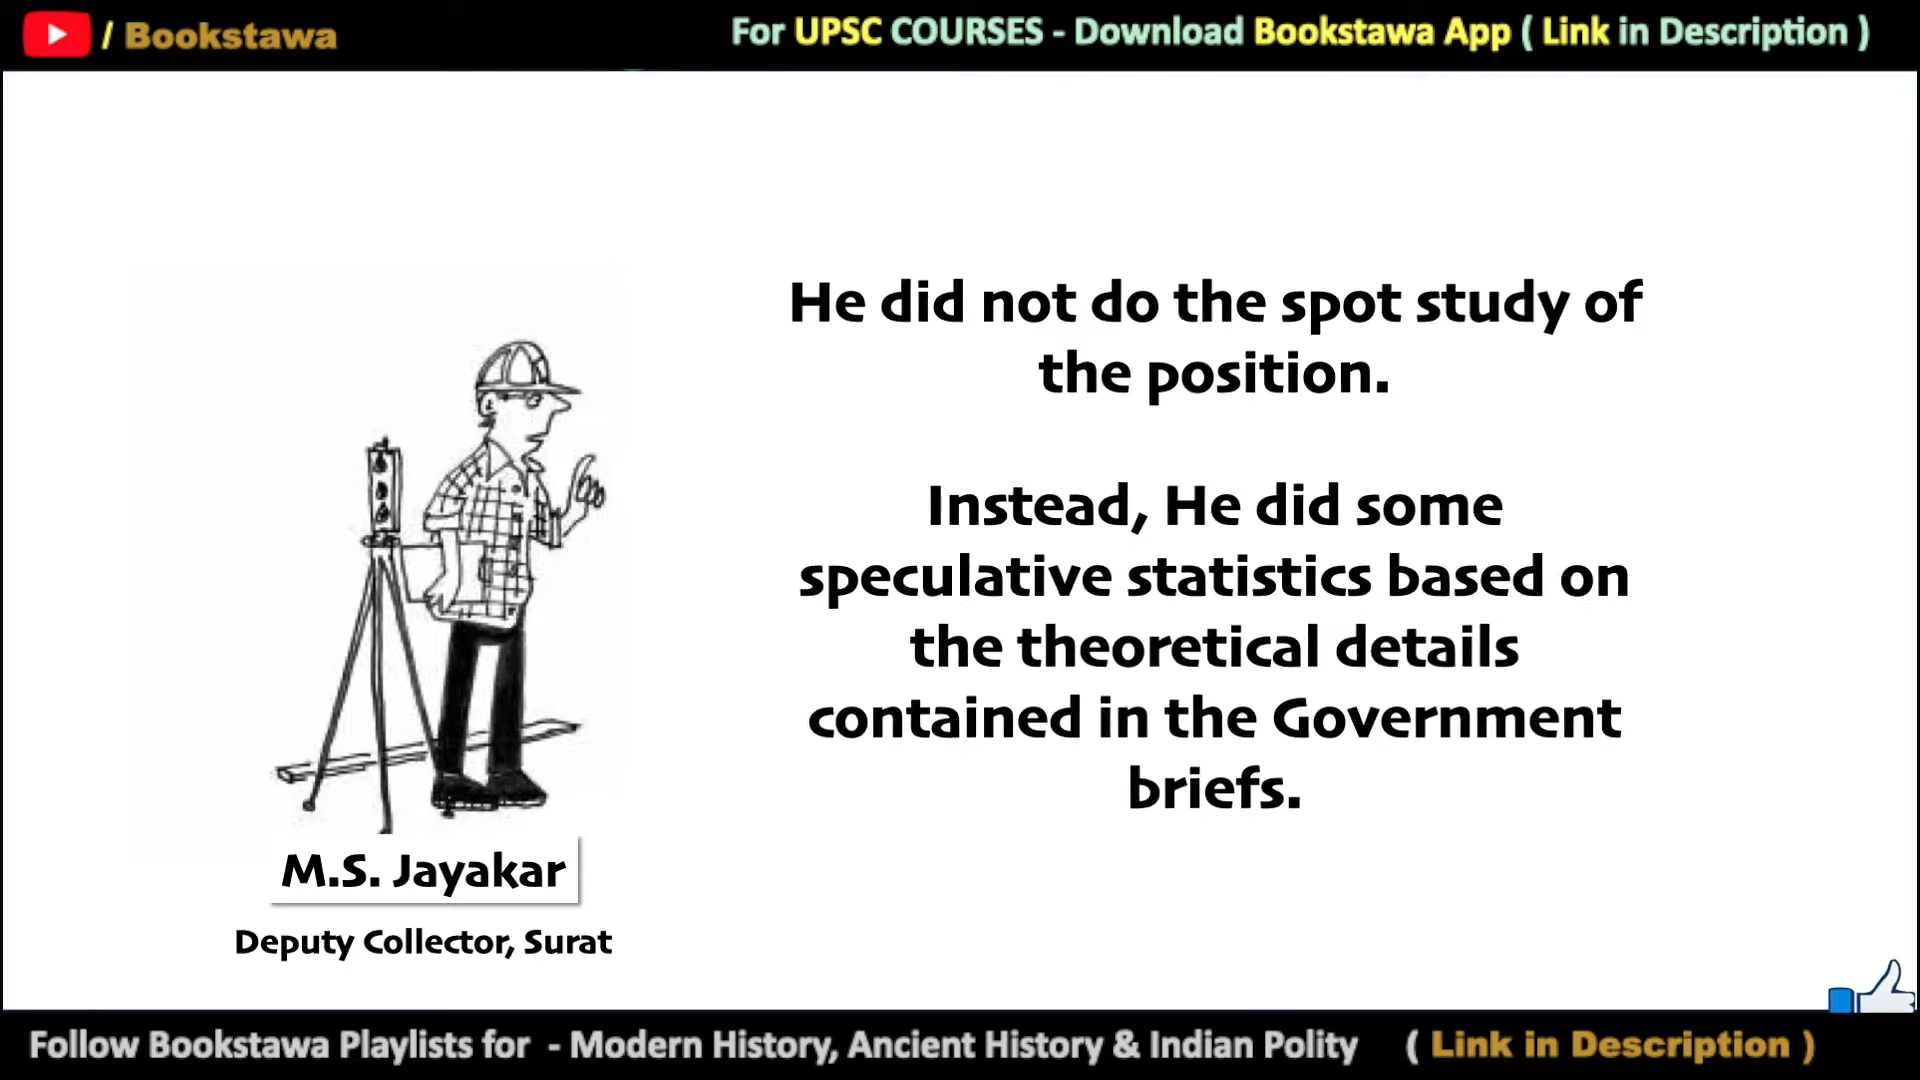 / Bookstawa
For UPSC COURSES - Download Bookstawa App ( Link in Description )
He did not do the spot study of
the position.
Instead, He did some
speculative statistics based on
the theoretical details
contained in the Government
briefs.
M.S. Jayakar
Deputy Collector, Surat
Follow Bookstawa Playlists for - Modern History, Ancient History & Indian Polity ( Link in Description )